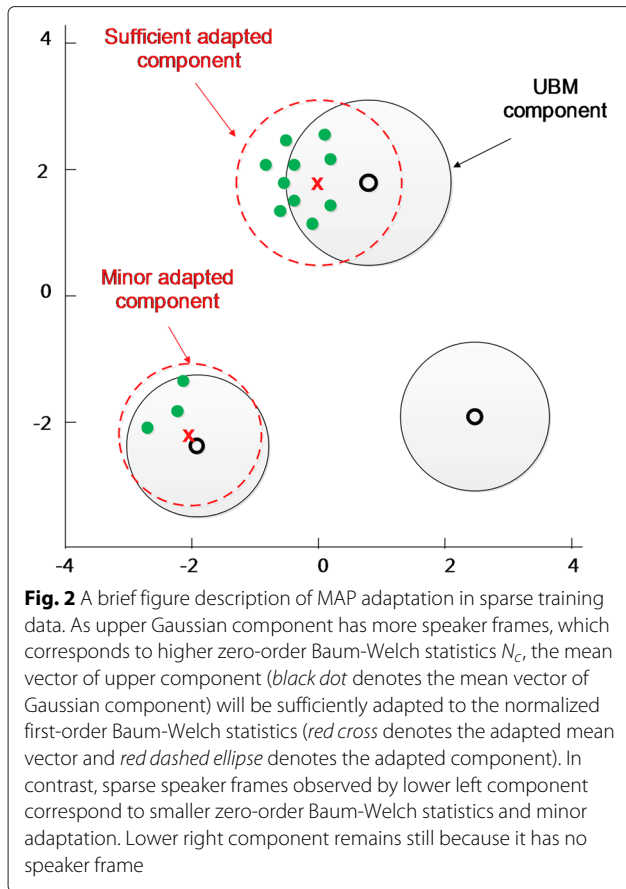 4
Sufficient adapted
component
UBM
component
2
x
0
Minor adapted
component
x
-2
-4
-2
0
2
4
Fig. 2 A brief figure description of MAP adaptation in sparse training
data. As upper Gaussian component has more speaker frames, which
corresponds to higher zero-order Baum-Welch statistics Nc, the mean
vector of upper component (black dot denotes the mean vector of
Gaussian component) will be sufficiently adapted to the normalized
first-order Baum-Welch statistics (red cross denotes the adapted mean
vector and red dashed ellipse denotes the adapted component). In
contrast, sparse speaker frames observed by lower left component
correspond to smaller zero-order Baum-Welch statistics and minor
adaptation. Lower right component remains still because it has no
speaker frame